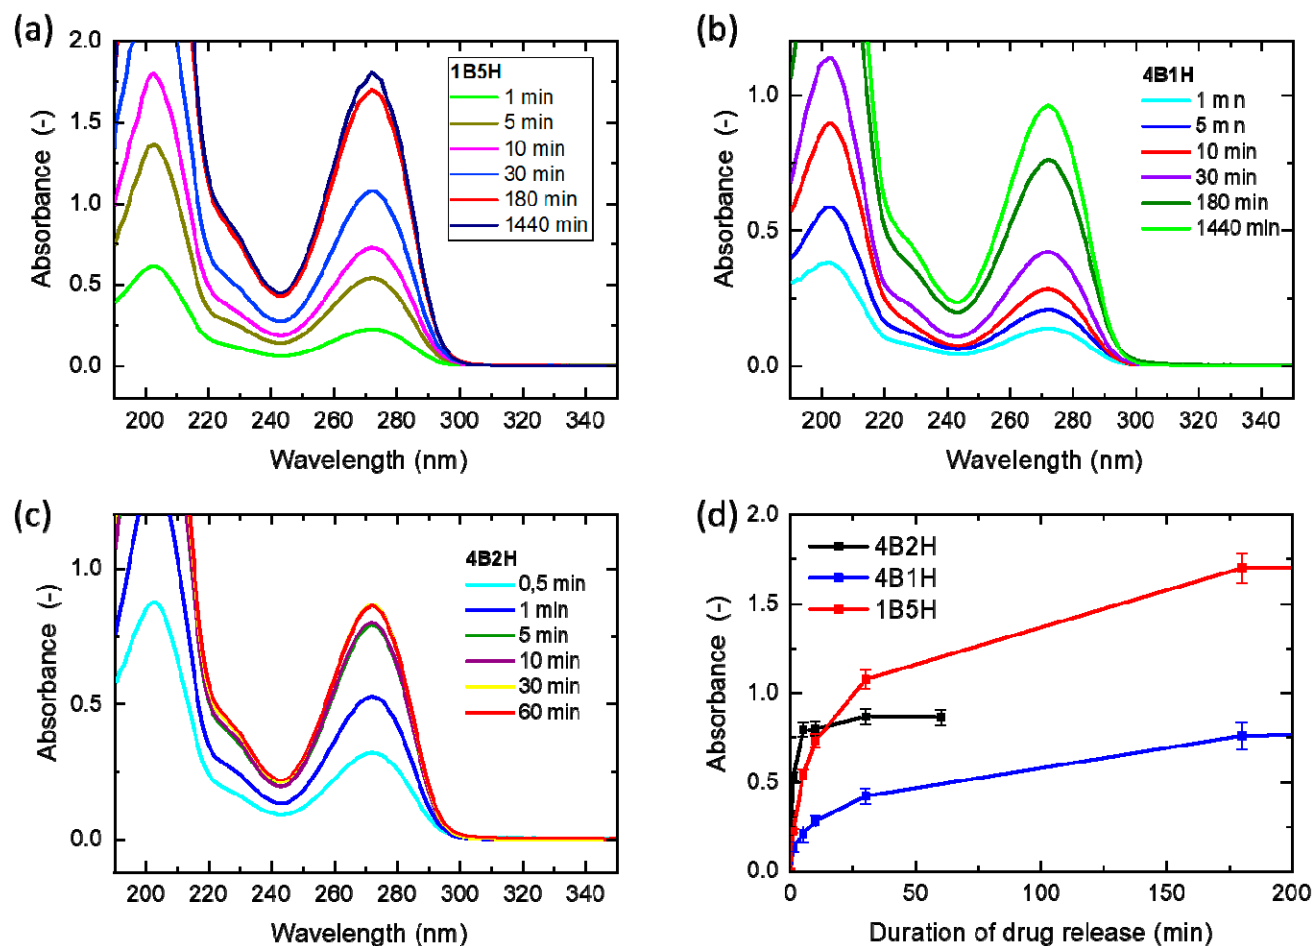 (a)
2.0
1.5
1.0
0.5
0.0
Absorbance (-)
1B5H
1 min
5 min
10 min
30 min
180 min
1440 min
200 220 240 260 280 300 320 340
Wavelength (nm)
(b)
1.0
0.5
0.0
Absorbance (-)
4B1H
1 m n
5 m n
10 min
30 min
180 min
1440 min
200 220 240 260 280 300 320 340
Wavelength (nm)
(c)
1.0
0.5
0.0
Absorbance (-)
4B2H
0,5 min
1 min
5 min
10 min
30 min
60 min
200 220 240 260 280 300 320 340
Wavelength (nm)
(d)
2.0
1.5
1.0
0.5
0.0
Absorbance (-)
4B2H
4B1H
1B5H
0 50 100 150 200
Duration of drug release (min)